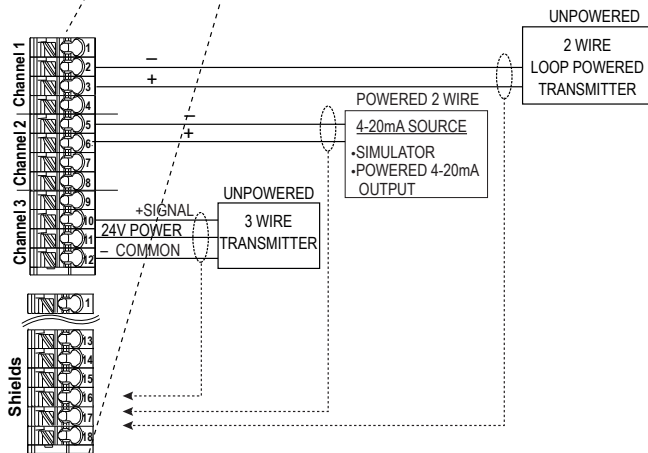 UNPOWERED
2 WIRE
LOOP POWERED
TRANSMITTER
POWERED 2 WIRE
4-20mA SOURCE
•SIMULATOR
•POWERED 4-20mA
OUTPUT
UNPOWERED
3 WIRE
TRANSMITTER
Channel 1
Channel 2
Channel 3
1
2
3
4
5
6
7
8
9
10
11
12
−
+
−
+
+SIGNAL
24V POWER
− COMMON
Shields
1
13
14
15
16
17
18